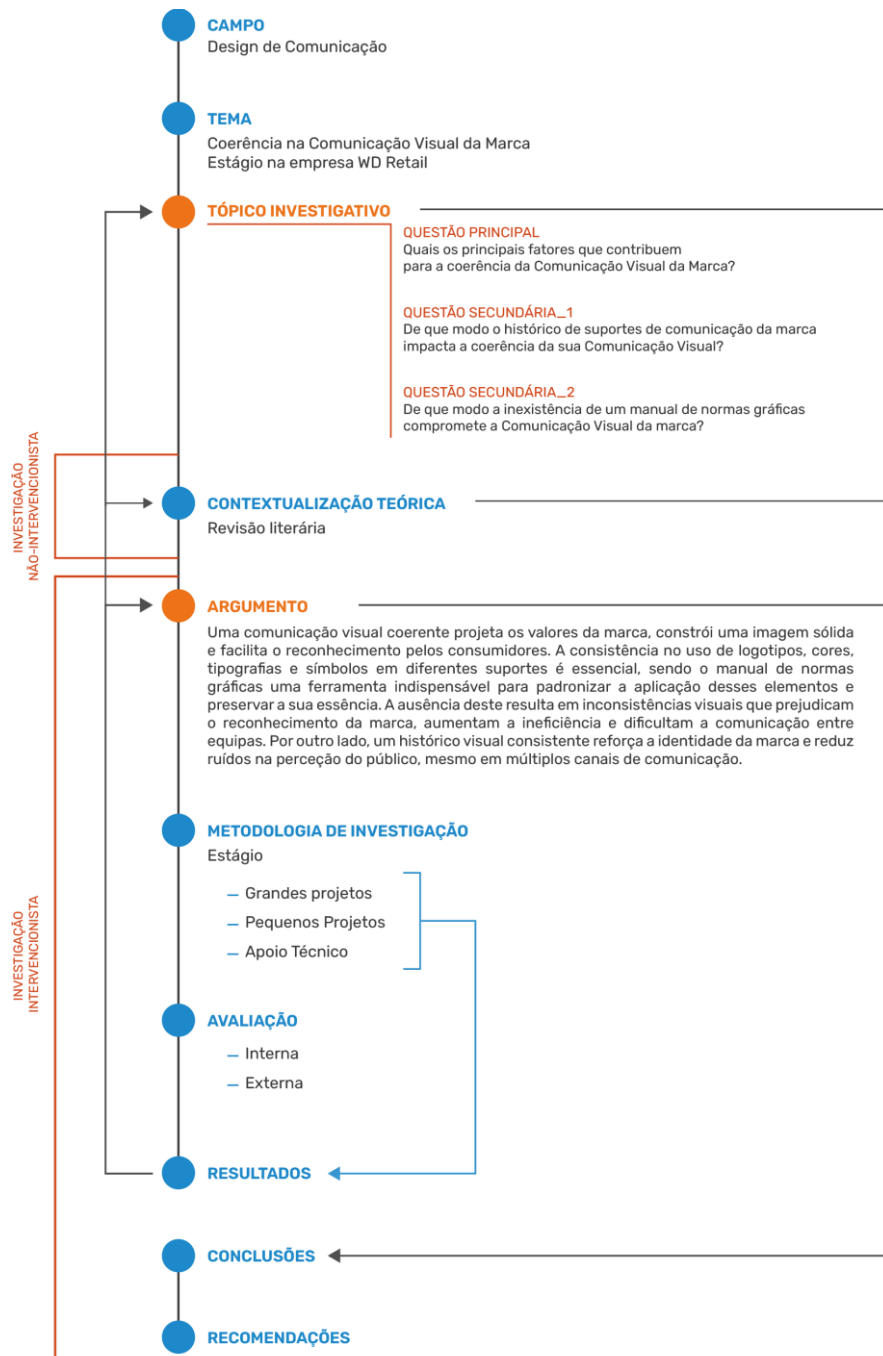 CAMPO
Design de Comunicação
TEMA
Coerência na Comunicação Visual da Marca
Estágio na empresa WD Retail
TÓPICO INVESTIGATIVO
QUESTÃO PRINCIPAL
Quais os principais fatores que contribuem
para a coerência da Comunicação Visual da Marca?
QUESTÃO SECUNDÁRIA_1
De que modo o histórico de suportes de comunicação da marca
impacta a coerência da sua Comunicação Visual?
QUESTÃO SECUNDÁRIA_2
De que modo a inexistência de um manual de normas gráficas
compromete a Comunicação Visual da marca?
INVESTIGAÇÃO
NÃO-INTERVENCIONISTA
CONTEXTUALIZAÇÃO TEÓRICA
Revisão literária
ARGUMENTO
Uma comunicação visual coerente projeta os valores da marca, constrói uma imagem sólida
e facilita o reconhecimento pelos consumidores. A consistência no uso de logotipos, cores,
tipografias e símbolos em diferentes suportes é essencial, sendo o manual de normas
gráficas uma ferramenta indispensável para padronizar a aplicação desses elementos e
preservar a sua essência. A ausência deste resulta em inconsistências visuais que prejudicam
o reconhecimento da marca, aumentam a ineficiência e dificultam a comunicação entre
equipas. Por outro lado, um histórico visual consistente reforça a identidade da marca e reduz
ruídos na perceção do público, mesmo em múltiplos canais de comunicação.
INVESTIGAÇÃO
INTERVENCIONISTA
METODOLOGIA DE INVESTIGAÇÃO
Estágio
– Grandes projetos
– Pequenos Projetos
– Apoio Técnico
AVALIAÇÃO
– Interna
– Externa
RESULTADOS
CONCLUSÕES
RECOMENDAÇÕES